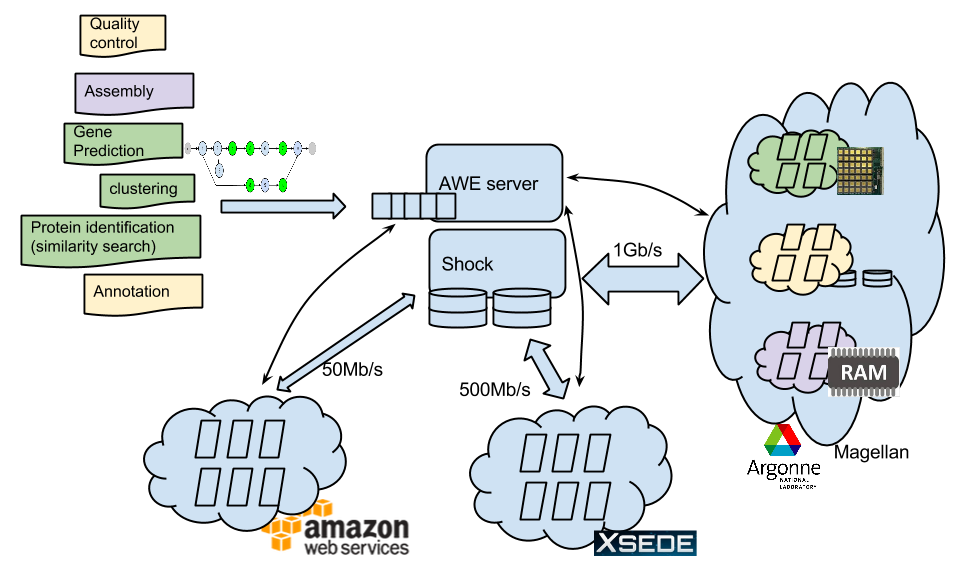 Quality
control
Assembly
Gene
Prediction
clustering
Protein identification
(similarity search)
Annotation
AWE server
Shock
1Gb/s
50Mb/s
500Mb/s
RAM
Magellan
Argonne
NATIONAL
LABORATORY
amazon
web services
XSEDE